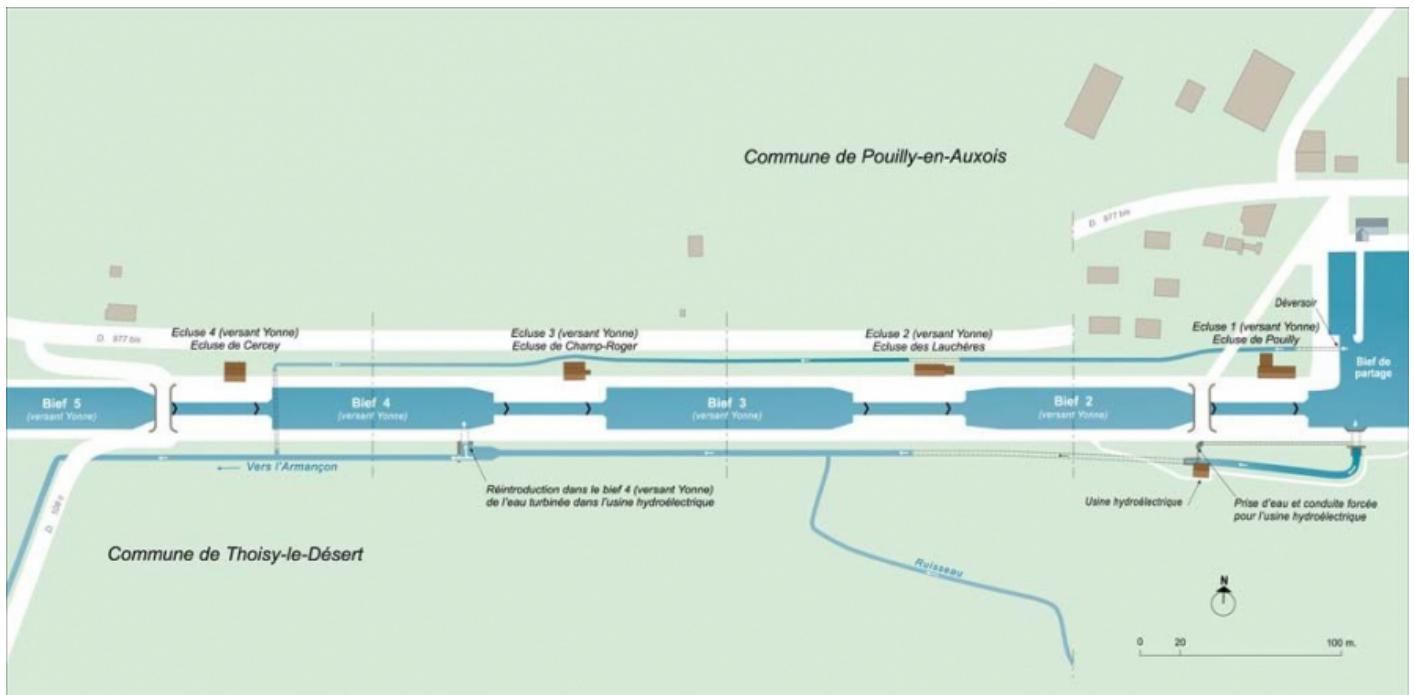 Commune de Pouilly-en-Auxois
D. 977 bis
Déversoir
Ecluse 4 (versant Yonne)
Ecluse de Cercey
Ecluse 3 (versant Yonne)
Ecluse de Champ-Roger
Ecluse 2 (versant Yonne)
Ecluse des Lauchères
Ecluse 1 (versant Yonne)
Ecluse de Pouilly
D. 977 bis
Bief de
partage
Bief 5
(versant Yonne)
Bief 4
(versant Yonne)
Bief 3
(versant Yonne)
Bief 2
(versant Yonne)
Vers l'Armançon
Réintroduction dans le bief 4 (versant Yonne)
de l'eau turbinée dans l'usine hydroélectrique
Usine hydroélectrique
Prise d'eau et conduite forcée
pour l'usine hydroélectrique
Commune de Thoisy-le-Désert
Ruisseau
N
0 20 100 m.